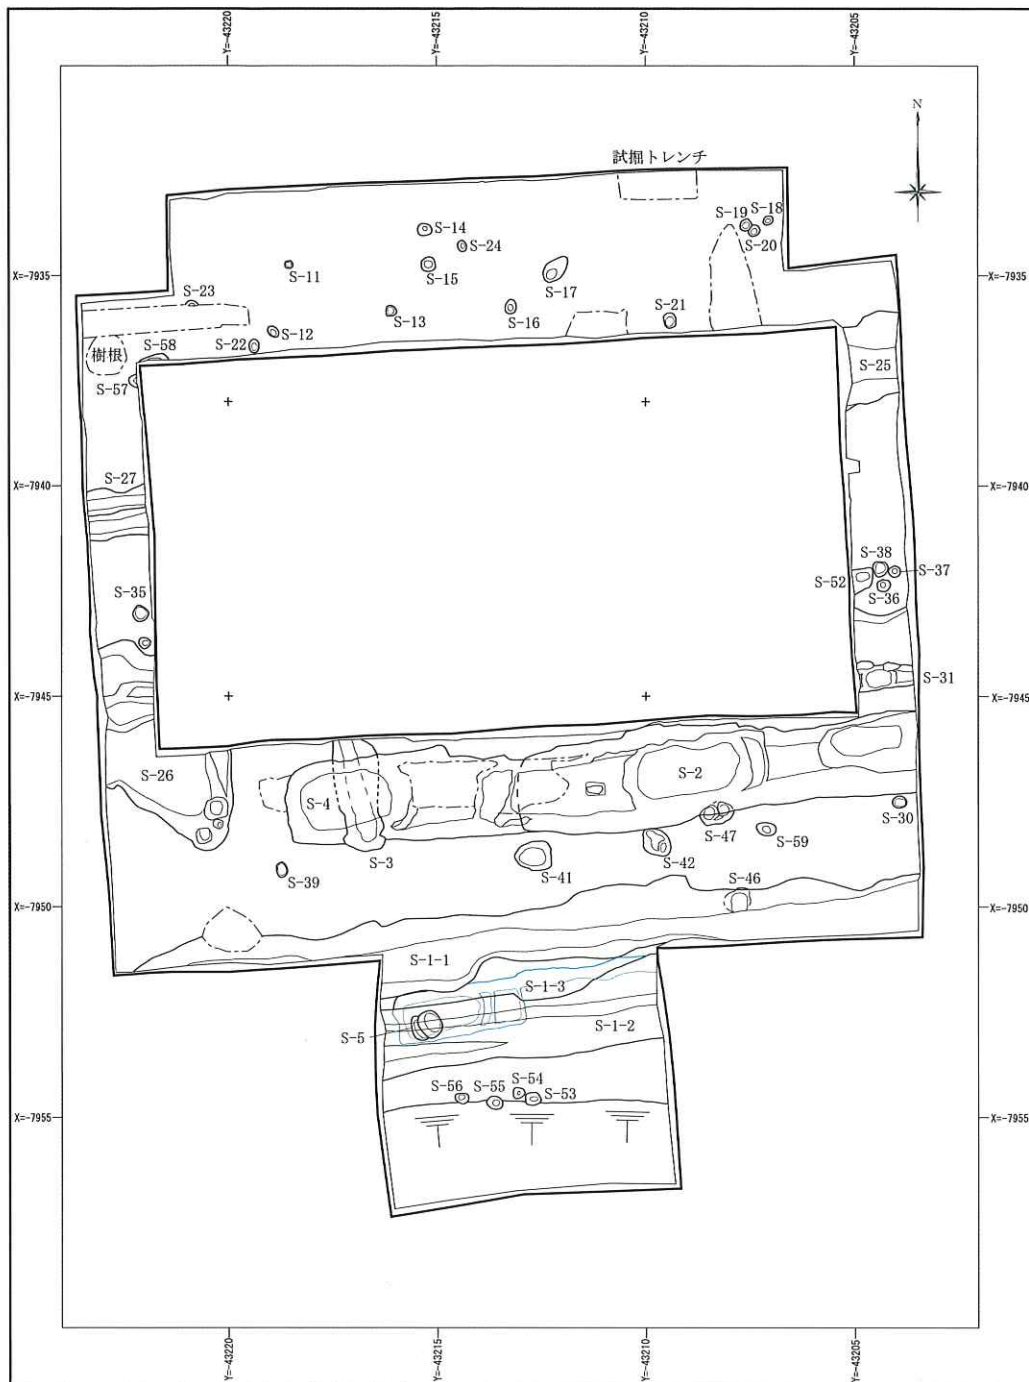 Y=-43220
Y=-43215
Y=-43210
Y=-43205
N
試掘トレンチ
S-14
S-19
S-18
S-24
S-20
X=-7935
S-11
S-15
S-17
X=-7935
S-23
S-13
S-16
S-21
S-12
樹根
S-58
S-22
S-25
S-57
S-27
X=-7940
X=-7940
S-38
S-37
S-52
S-36
S-35
S-31
X=-7945
X=-7945
S-26
S-4
S-2
S-30
S-47
S-59
S-3
S-42
S-39
S-41
S-46
X=-7950
X=-7950
S-1-1
S-1-3
S-1-2
S-5
S-56
S-55
S-54
S-53
X=-7955
X=-7955
Y=-43220
Y=-43215
Y=-43210
Y=-43205